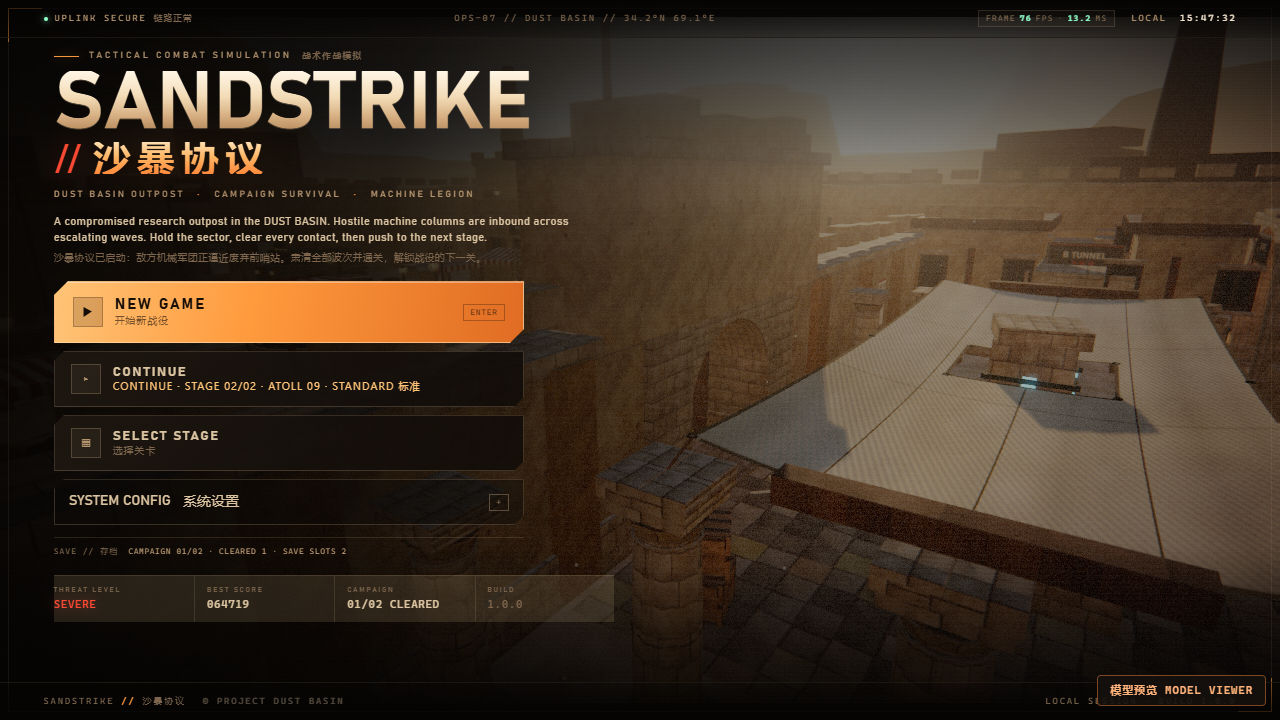 UPLINK SECURE 链路正常
OPS-07 // DUST BASIN // 34.2°N 69.1°E
FRAME 76 FPS · 13.2 MS
LOCAL 15:47:32
TACTICAL COMBAT SIMULATION 战术作战模拟
SANDSTRIKE
// 沙暴协议
DUST BASIN OUTPOST · CAMPAIGN SURVIVAL · MACHINE LEGION
A compromised research outpost in the DUST BASIN. Hostile machine columns are inbound across
escalating waves. Hold the sector, clear every contact, then push to the next stage.
沙暴协议已启动：敌方机械军团正逼近废弃前哨站。肃清全部波次并通关，解锁战役的下一关。
B TUNNEL
NEW GAME
开始新战役
ENTER
CONTINUE
CONTINUE · STAGE 02/02 · ATOLL 09 · STANDARD 标准
SELECT STAGE
选择关卡
SYSTEM CONFIG 系统设置
+
SAVE // 存档 CAMPAIGN 01/02 · CLEARED 1 · SAVE SLOTS 2
THREAT LEVEL
SEVERE
BEST SCORE
064719
CAMPAIGN
01/02 CLEARED
BUILD
1.0.0
SANDSTRIKE // 沙暴协议 © PROJECT DUST BASIN
LOCAL
模型预览 MODEL VIEWER